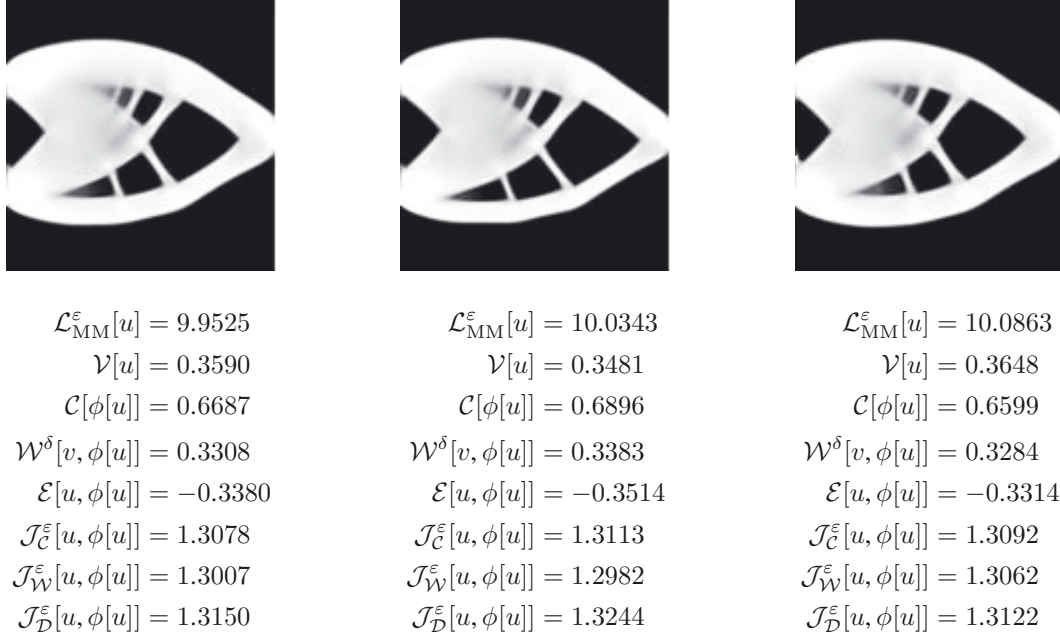 ℒ^ε_MM[u] = 9.9525
𝒱[u] = 0.3590
𝒞[ϕ[u]] = 0.6687
𝒲^δ[v, ϕ[u]] = 0.3308
ℰ[u, ϕ[u]] = −0.3380
𝒥^ε_𝒞[u, ϕ[u]] = 1.3078
𝒥^ε_𝒲[u, ϕ[u]] = 1.3007
𝒥^ε_𝒟[u, ϕ[u]] = 1.3150
ℒ^ε_MM[u] = 10.0343
𝒱[u] = 0.3481
𝒞[ϕ[u]] = 0.6896
𝒲^δ[v, ϕ[u]] = 0.3383
ℰ[u, ϕ[u]] = −0.3514
𝒥^ε_𝒞[u, ϕ[u]] = 1.3113
𝒥^ε_𝒲[u, ϕ[u]] = 1.2982
𝒥^ε_𝒟[u, ϕ[u]] = 1.3244
ℒ^ε_MM[u] = 10.0863
𝒱[u] = 0.3648
𝒞[ϕ[u]] = 0.6599
𝒲^δ[v, ϕ[u]] = 0.3284
ℰ[u, ϕ[u]] = −0.3314
𝒥^ε_𝒞[u, ϕ[u]] = 1.3092
𝒥^ε_𝒲[u, ϕ[u]] = 1.3062
𝒥^ε_𝒟[u, ϕ[u]] = 1.3122